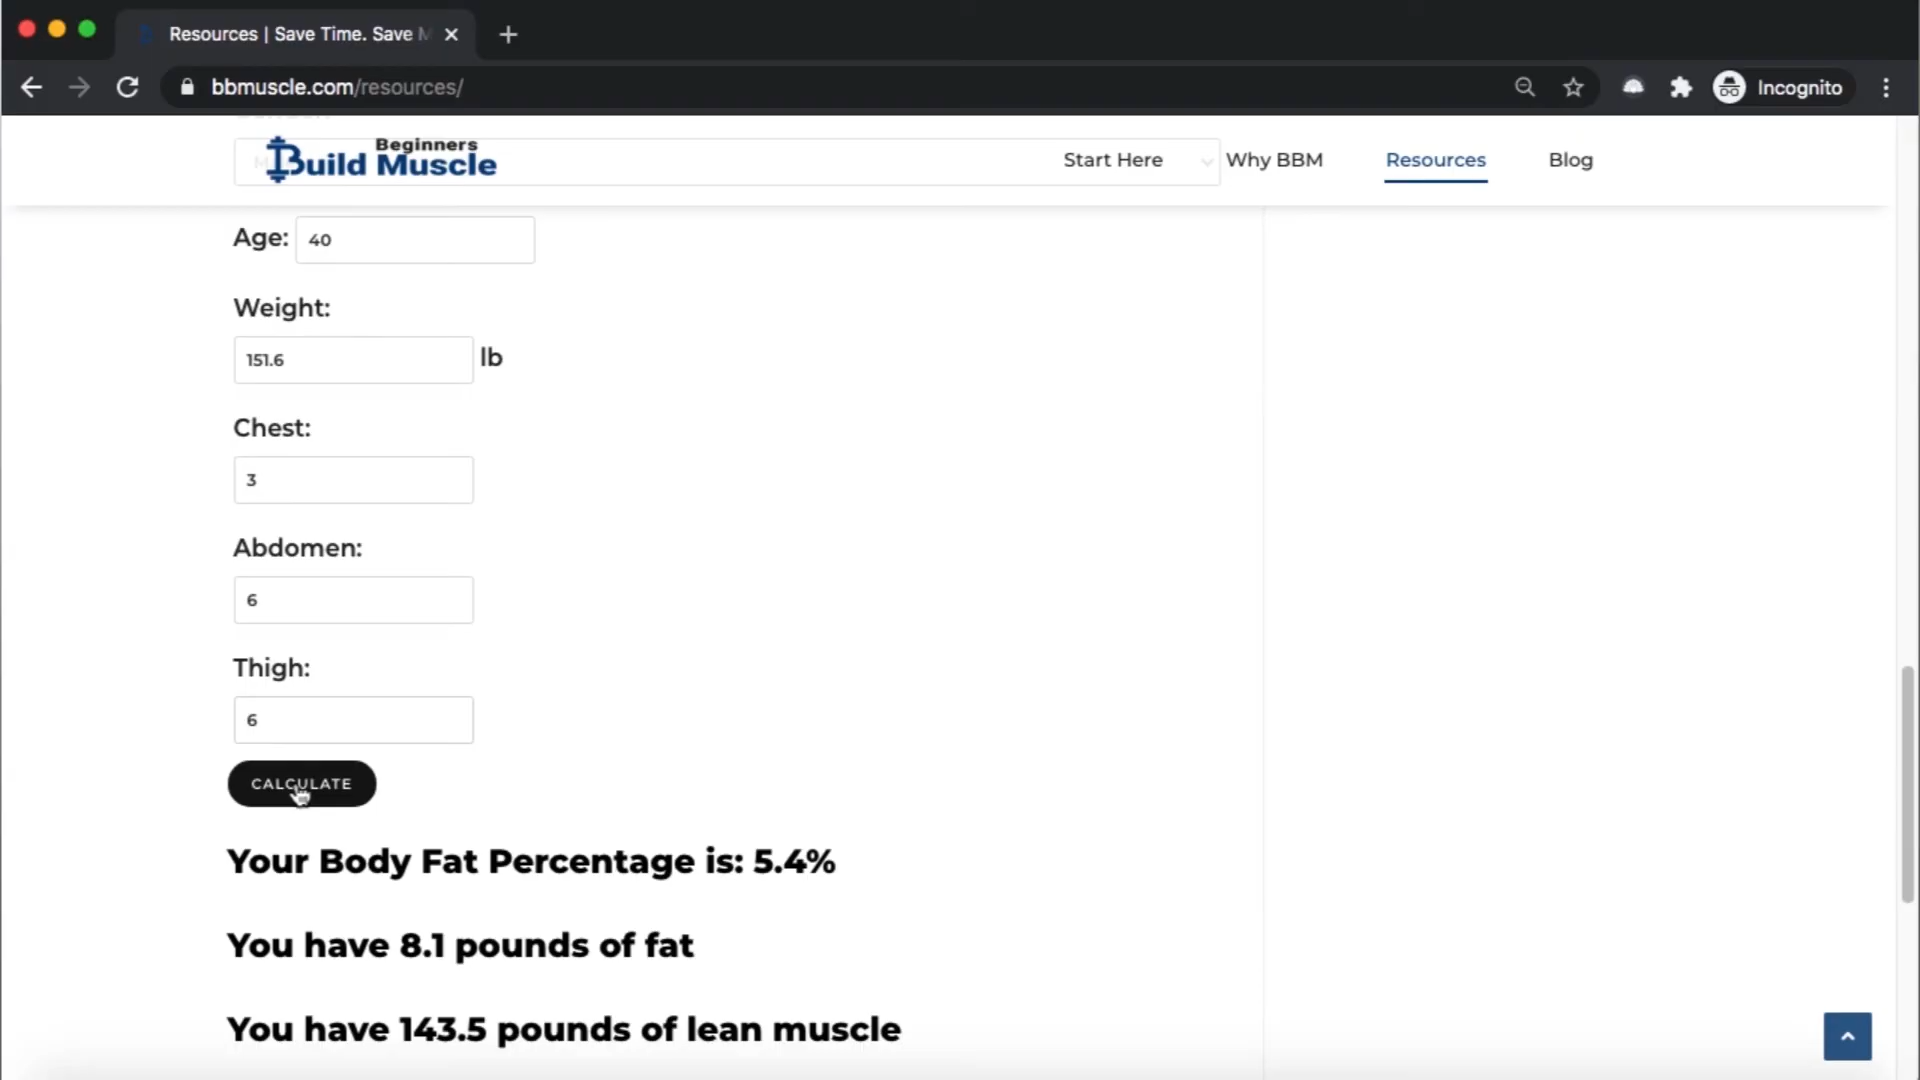 Resources | Save Time. Save M
bbmuscle.com/resources/
Incognito
Beginners
Build Muscle
Start Here
Why BBM
Resources
Blog
Age: 40
Weight:
151.6 lb
Chest:
3
Abdomen:
6
Thigh:
6
CALCULATE
Your Body Fat Percentage is: 5.4%
You have 8.1 pounds of fat
You have 143.5 pounds of lean muscle